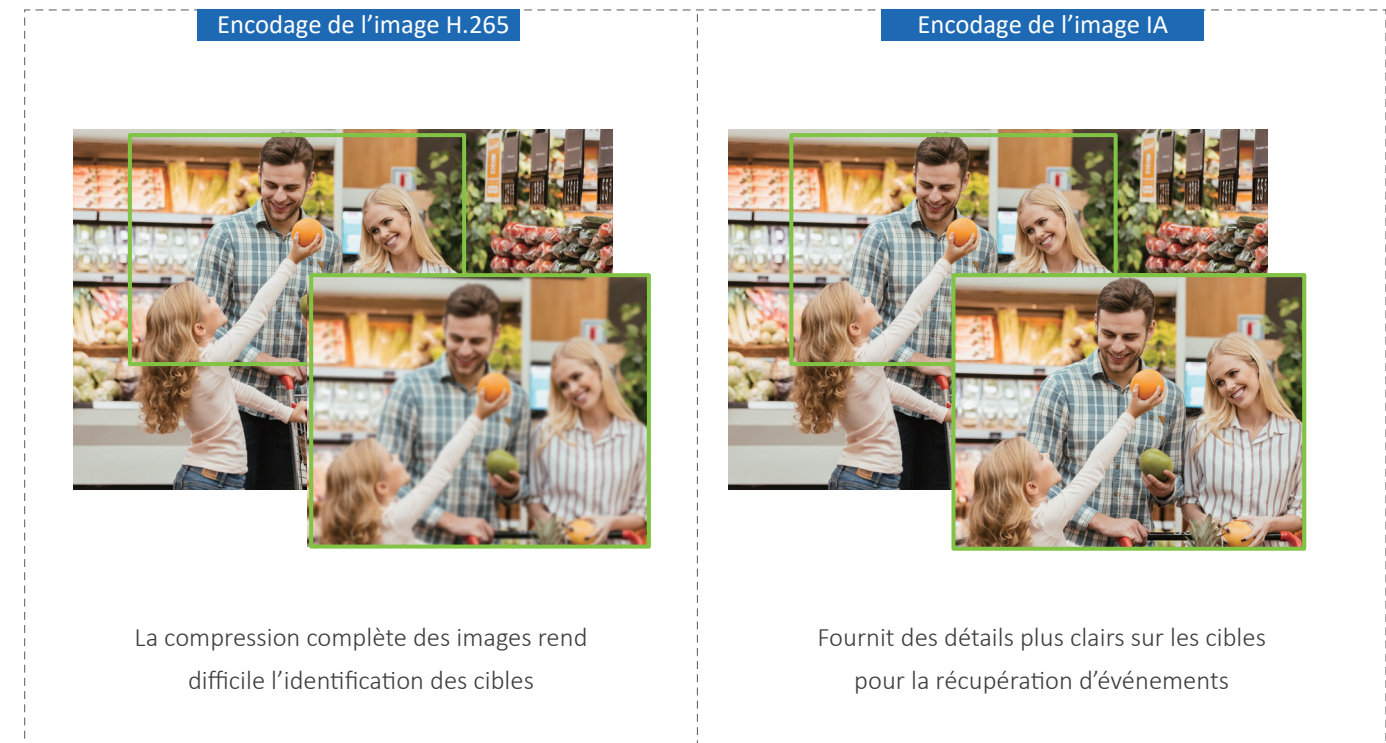 Encodage de l’image H.265
Encodage de l’image IA
La compression complète des images rend
difficile l’identification des cibles
Fournit des détails plus clairs sur les cibles
pour la récupération d’événements